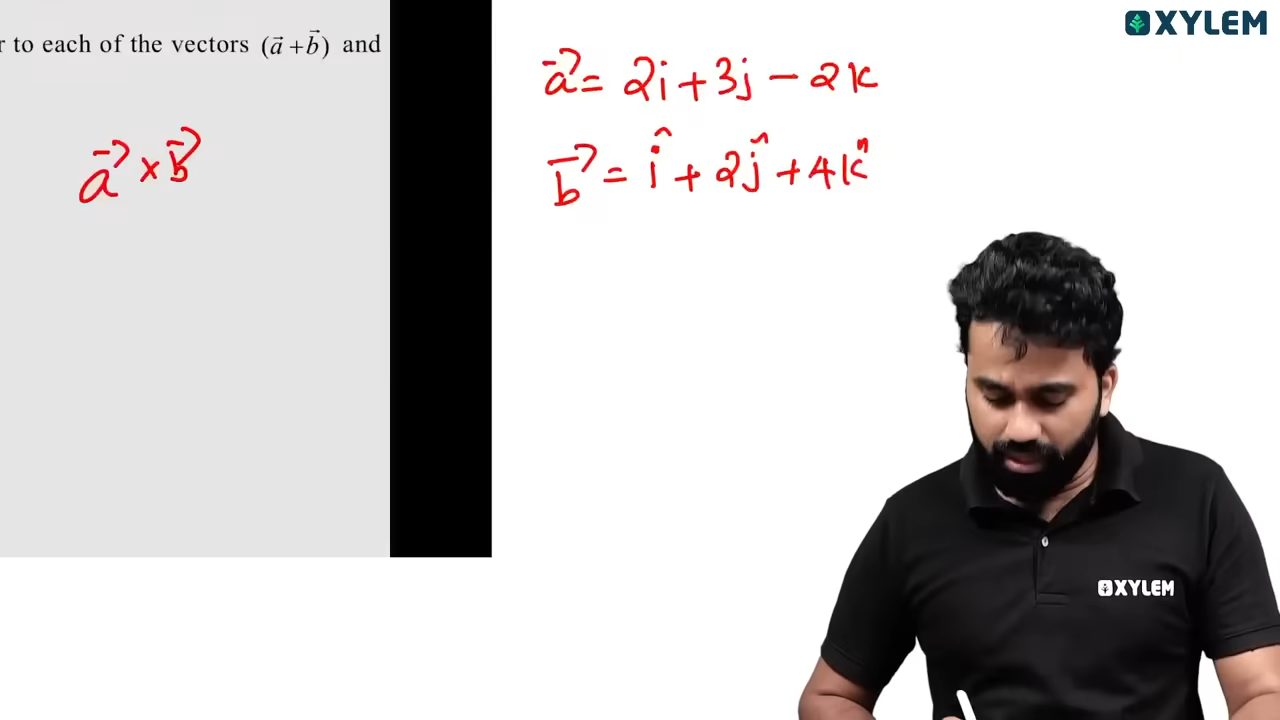 XYLEM
r to each of the vectors (a⃗ + b⃗) and
a⃗ × b⃗
a⃗ = 2i + 3j − 2k
b⃗ = î + 2ĵ + 4k̂
XYLEM